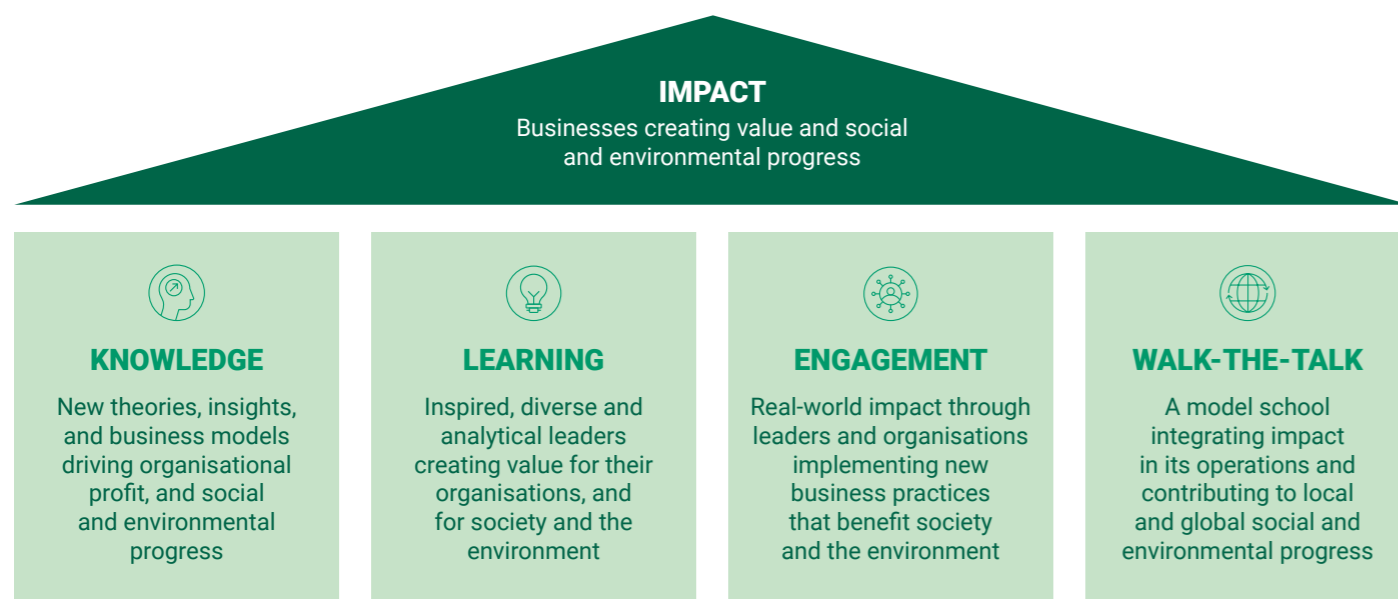 IMPACT
Businesses creating value and social
and environmental progress
KNOWLEDGE
New theories, insights,
and business models
driving organisational
profit, and social
and environmental
progress
LEARNING
Inspired, diverse and
analytical leaders
creating value for their
organisations, and
for society and the
environment
ENGAGEMENT
Real-world impact through
leaders and organisations
implementing new
business practices
that benefit society
and the environment
WALK-THE-TALK
A model school
integrating impact
in its operations and
contributing to local
and global social and
environmental progress